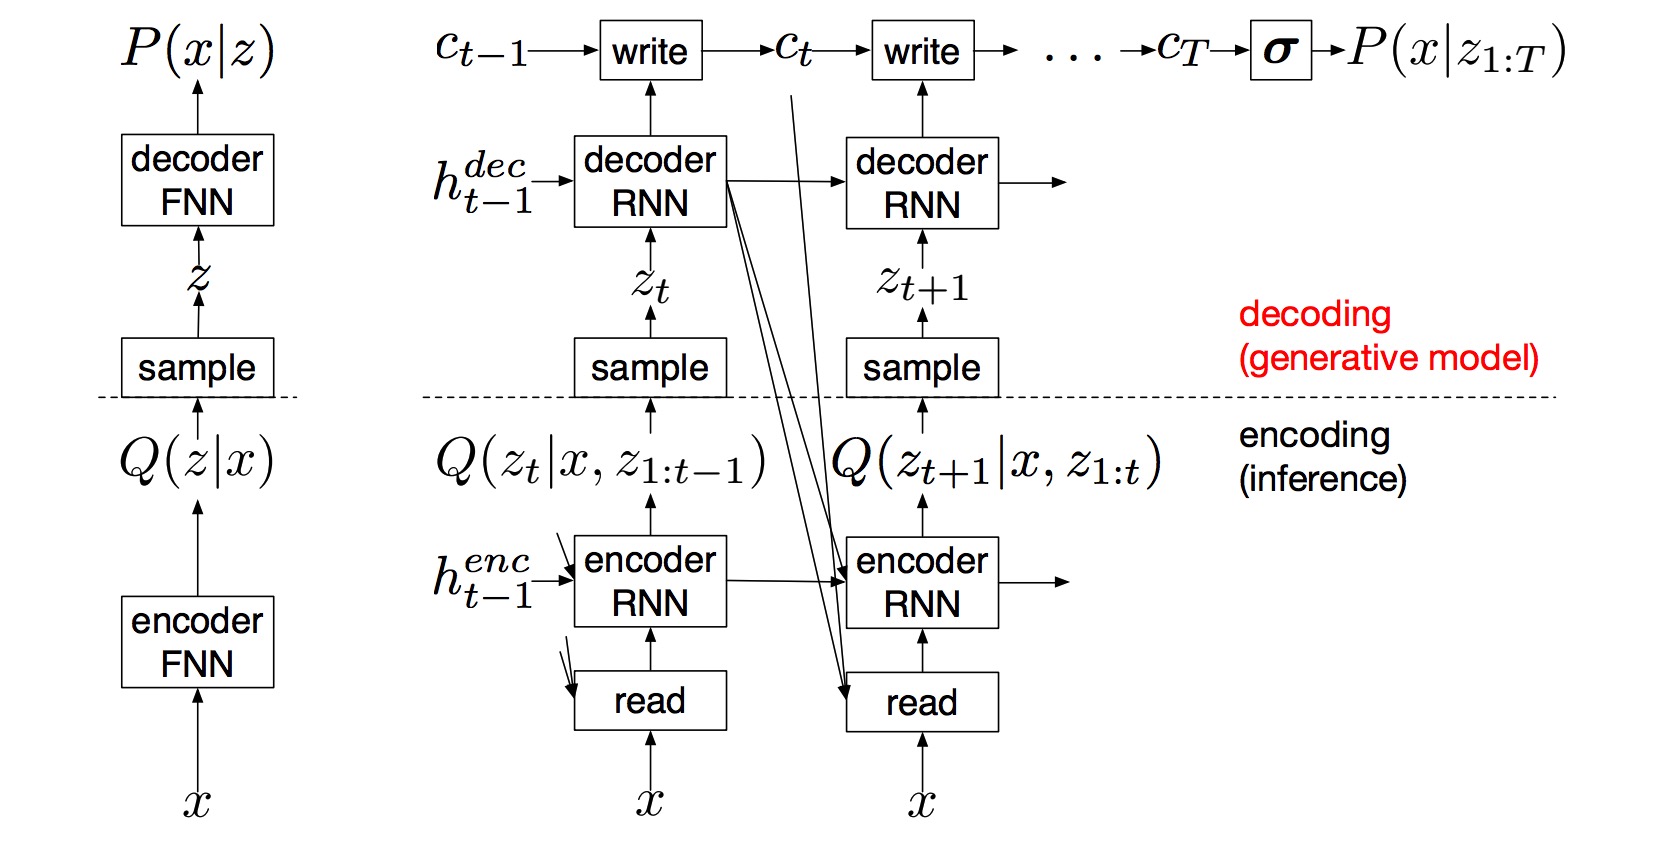 P(x|z)
decoder
FNN
z
sample
Q(z|x)
encoder
FNN
x
c_{t−1} write c_t write ... c_T σ P(x|z_{1:T})
h_{t−1}^{dec} decoder RNN decoder RNN
z_t z_{t+1}
sample sample
decoding
(generative model)
Q(z_t|x, z_{1:t−1}) Q(z_{t+1}|x, z_{1:t})
encoding
(inference)
h_{t−1}^{enc} encoder RNN encoder RNN
read read
x x